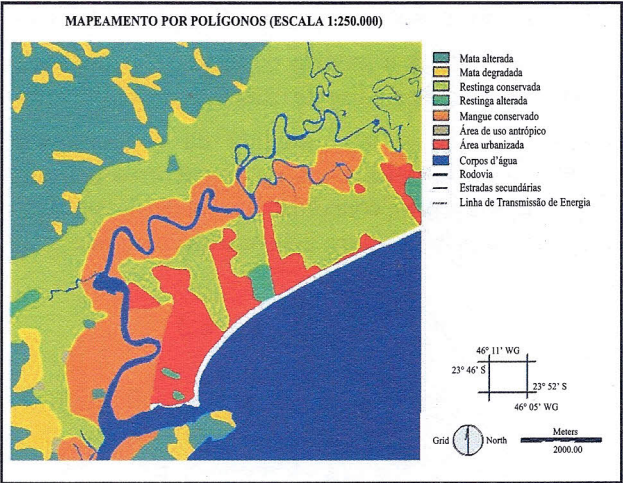 MAPEAMENTO POR POLÍGONOS (ESCALA 1:250.000)
Mata alterada
Mata degradada
Restinga conservada
Restinga alterada
Mangue conservado
Área de uso antrópico
Área urbanizada
Corpos d'água
Rodovia
Estradas secundárias
Linha de Transmissão de Energia
46° 11' WG
23° 46' S
23° 52' S
46° 05' WG
Grid North
Meters
2000.00